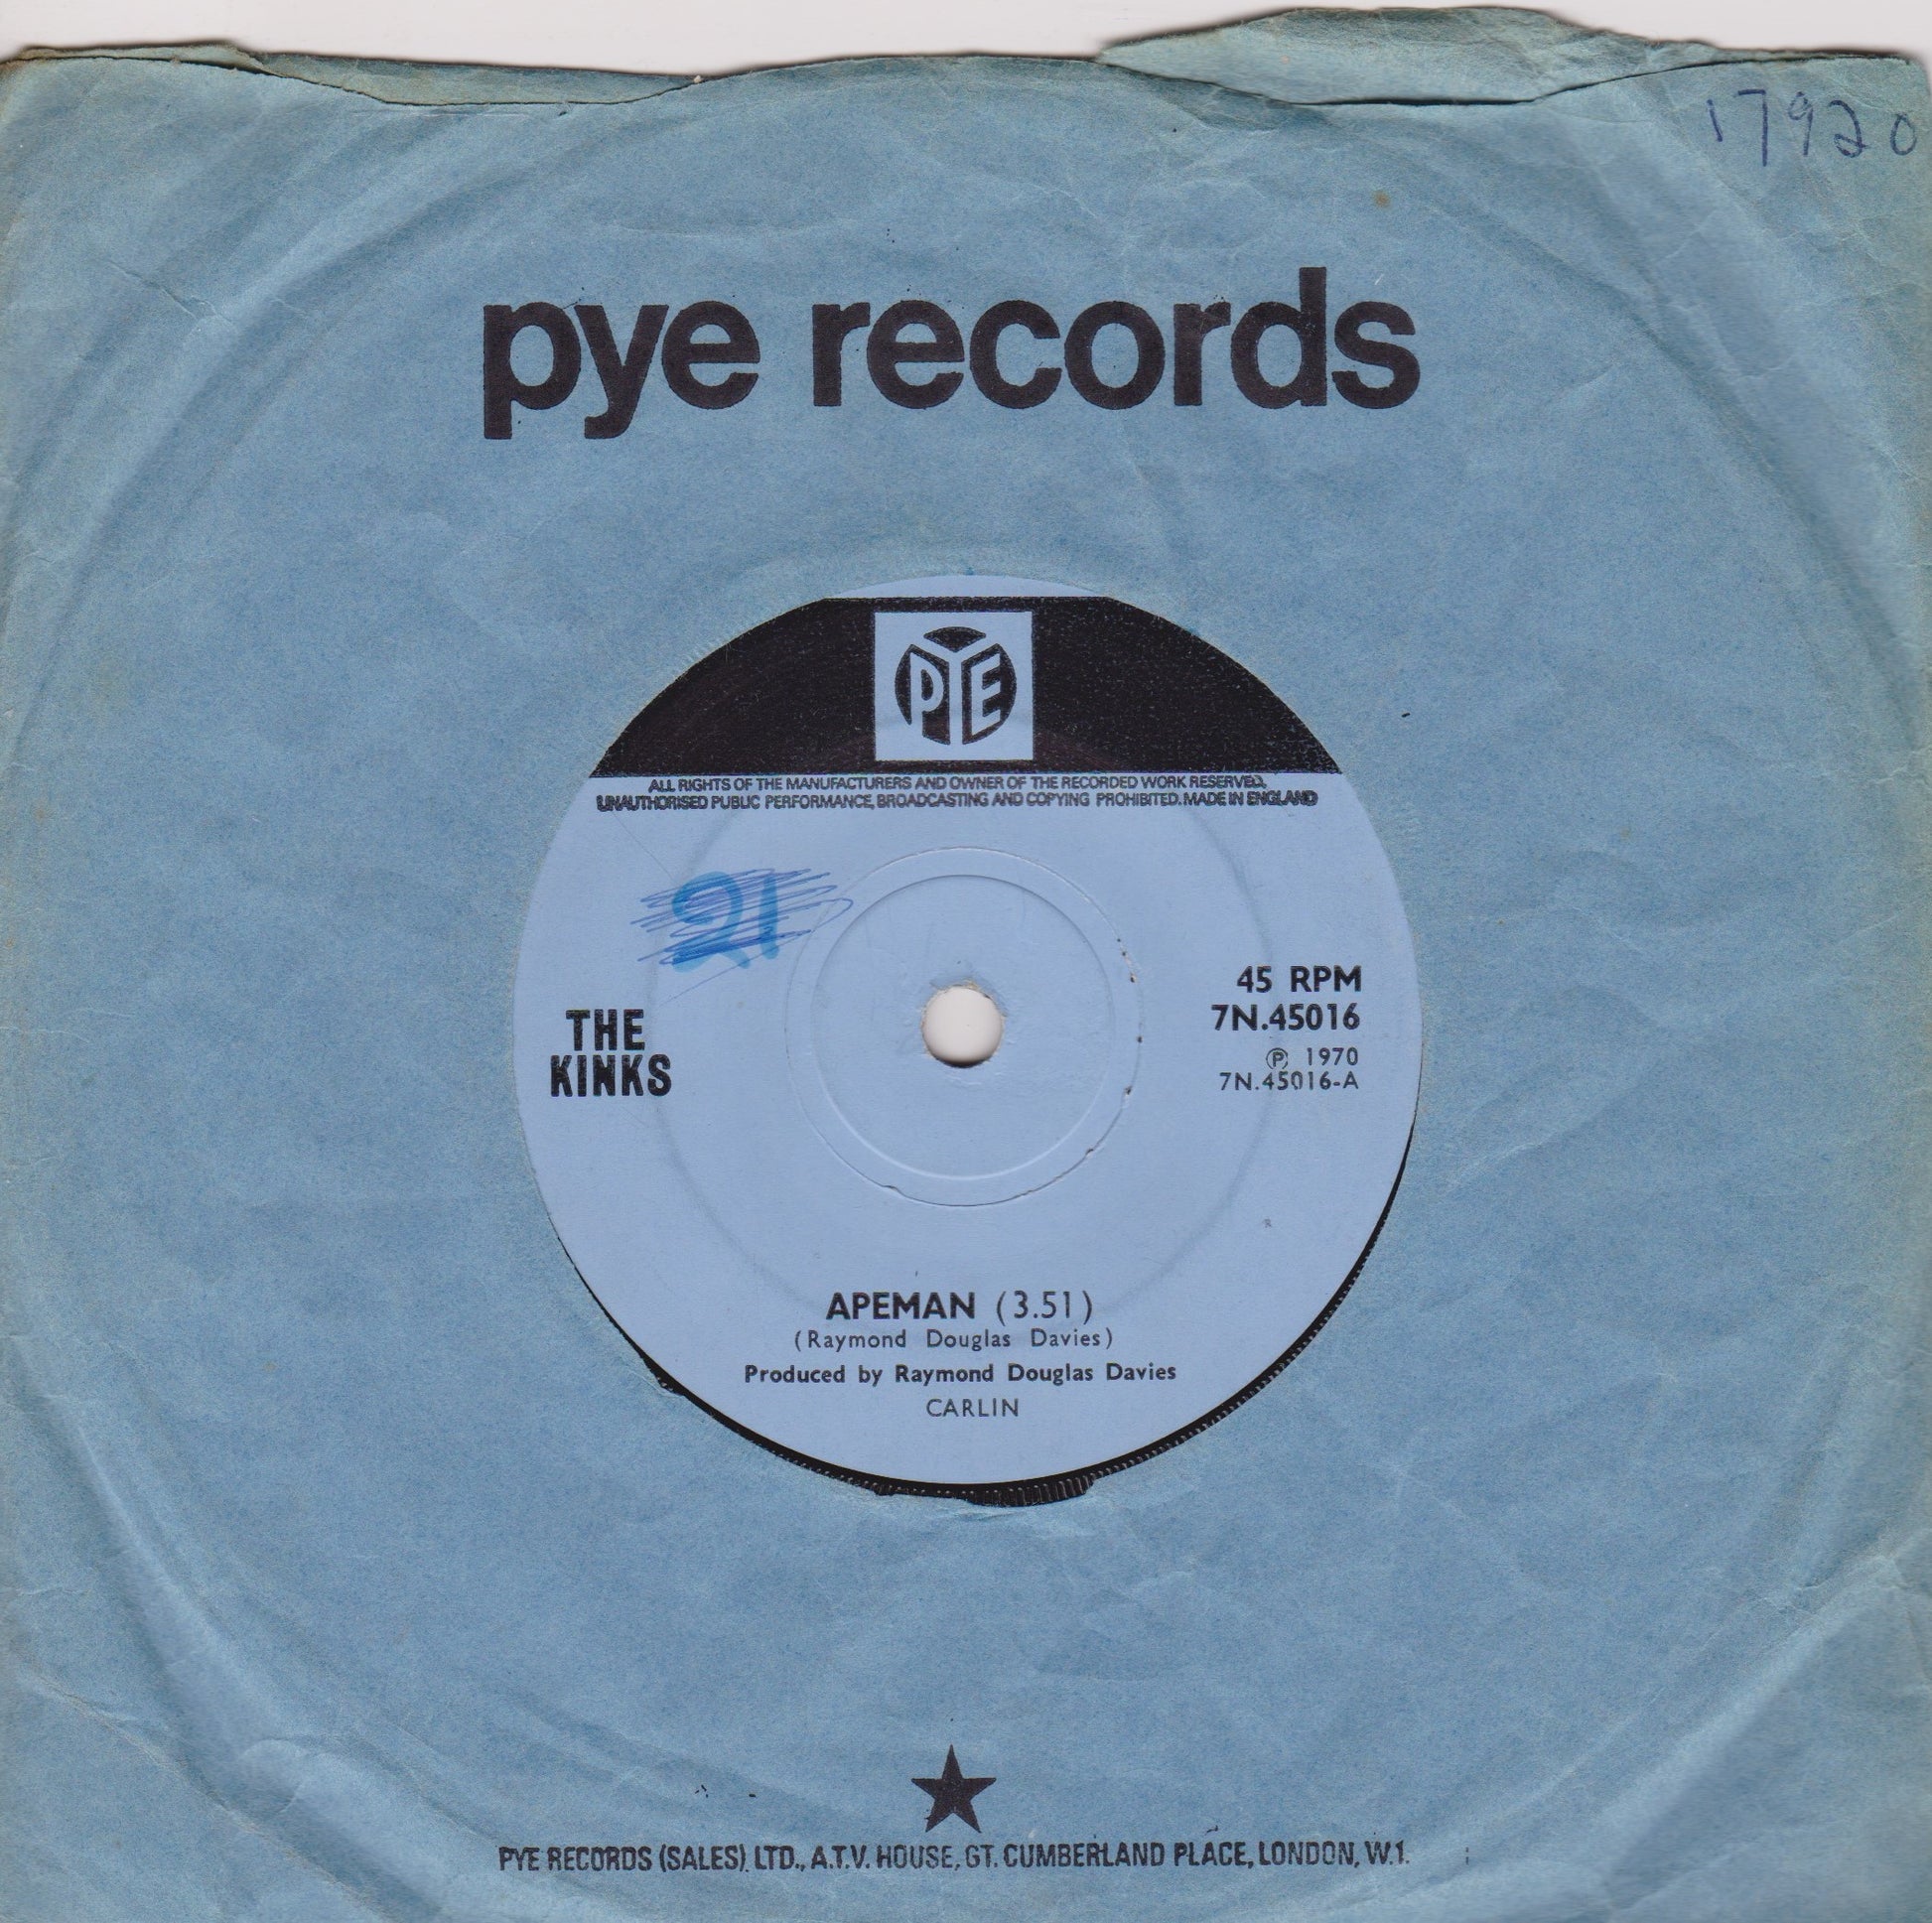 17920
pye records
PYE
ALL RIGHTS OF THE MANUFACTURERS AND OWNER OF THE RECORDED WORK RESERVED,
UNAUTHORISED PUBLIC PERFORMANCE, BROADCASTING AND COPYING PROHIBITED. MADE IN ENGLAND
21
THE
KINKS
45 RPM
7N.45016
Ⓟ 1970
7N.45016-A
APEMAN (3.51)
(Raymond Douglas Davies)
Produced by Raymond Douglas Davies
CARLIN
PYE RECORDS (SALES) LTD., A.T.V. HOUSE, GT. CUMBERLAND PLACE, LONDON, W.1.